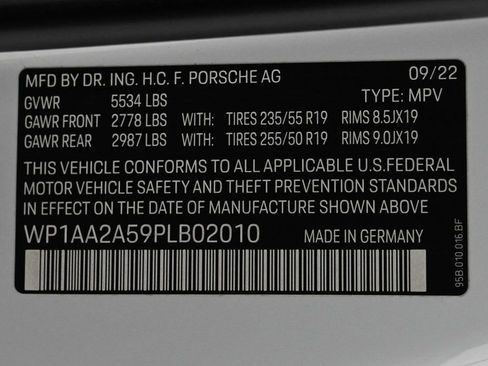 MFD BY DR. ING. H.C. F. PORSCHE AG 09/22
GVWR 5534 LBS TYPE: MPV
GAWR FRONT 2778 LBS WITH: TIRES 235/55 R19 RIMS 8.5JX19
GAWR REAR 2987 LBS WITH: TIRES 255/50 R19 RIMS 9.0JX19
THIS VEHICLE CONFORMS TO ALL APPLICABLE U.S.FEDERAL
MOTOR VEHICLE SAFETY AND THEFT PREVENTION STANDARDS
IN EFFECT ON THE DATE OF MANUFACTURE SHOWN ABOVE
WP1AA2A59PLB02010 MADE IN GERMANY
95B.010.016.BF